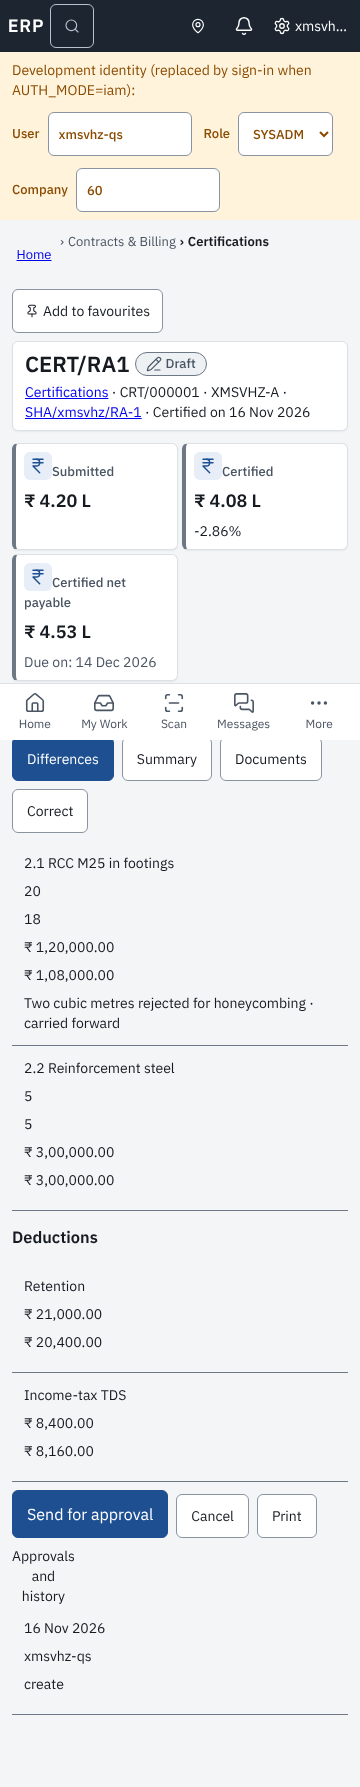 ERP
xmsvh...
Development identity (replaced by sign-in when
AUTH_MODE=iam):
User xmsvhz-qs Role SYSADM
Company 60
Home › Contracts & Billing › Certifications
Add to favourites
CERT/RA1 Draft
Certifications · CRT/000001 · XMSVHZ-A ·
SHA/xmsvhz/RA-1 · Certified on 16 Nov 2026
₹ Submitted
₹ 4.20 L
₹ Certified
₹ 4.08 L
-2.86%
₹ Certified net
payable
₹ 4.53 L
Due on: 14 Dec 2026
Home My Work Scan Messages More
Differences Summary Documents
Correct
2.1 RCC M25 in footings
20
18
₹ 1,20,000.00
₹ 1,08,000.00
Two cubic metres rejected for honeycombing ·
carried forward
2.2 Reinforcement steel
5
5
₹ 3,00,000.00
₹ 3,00,000.00
Deductions
Retention
₹ 21,000.00
₹ 20,400.00
Income-tax TDS
₹ 8,400.00
₹ 8,160.00
Send for approval Cancel Print
Approvals
and
history
16 Nov 2026
xmsvhz-qs
create